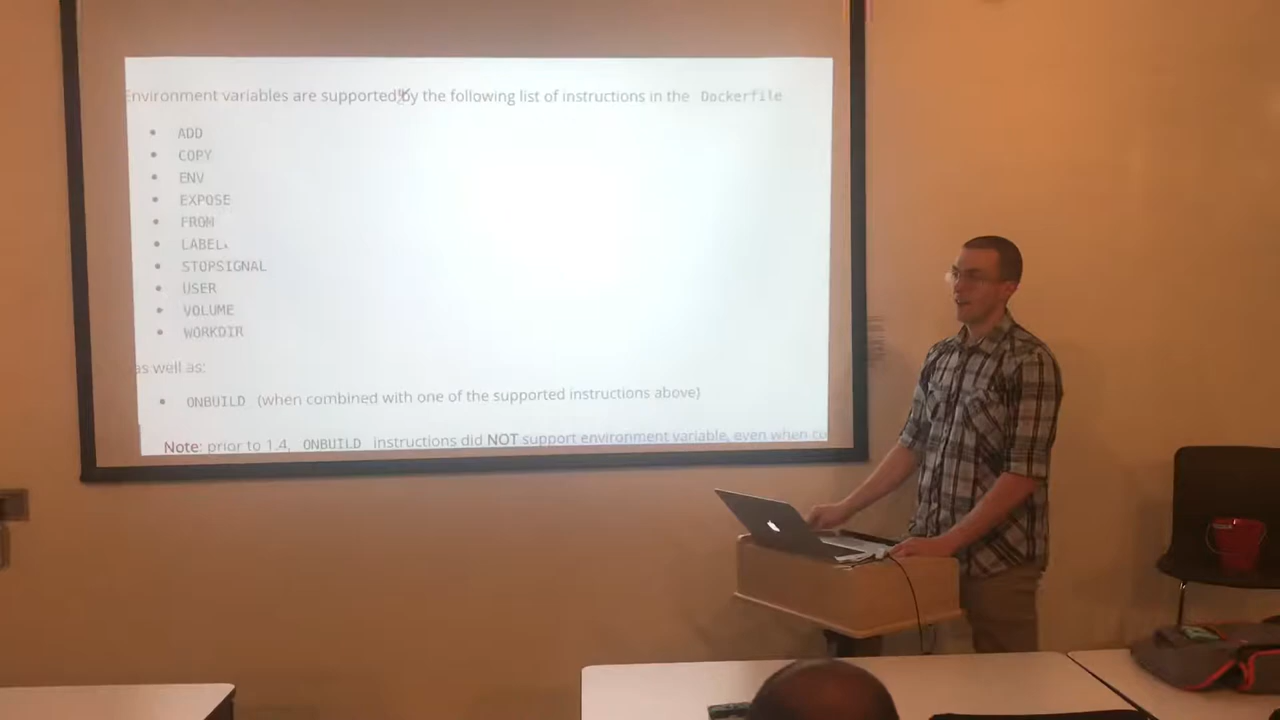 Environment variables are supported by the following list of instructions in the Dockerfile
• ADD
• COPY
• ENV
• EXPOSE
• FROM
• LABEL
• STOPSIGNAL
• USER
• VOLUME
• WORKDIR
as well as:
• ONBUILD (when combined with one of the supported instructions above)
Note: prior to 1.4, ONBUILD instructions did NOT support environment variable, even when